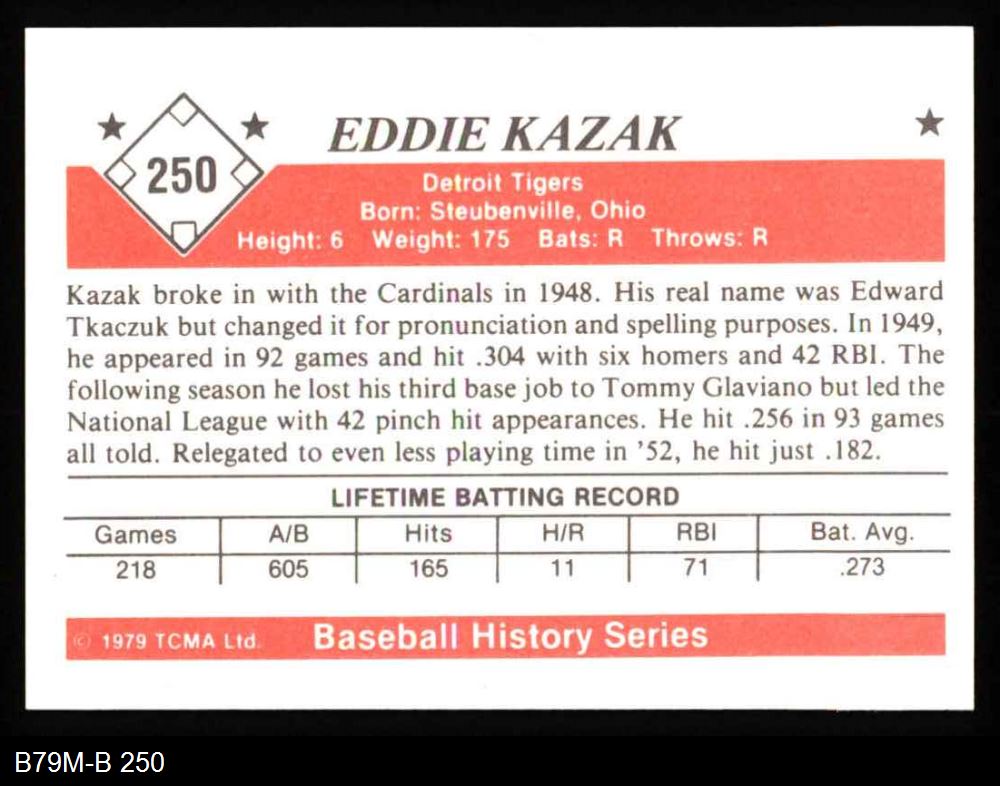 250
EDDIE KAZAK
Detroit Tigers
Born: Steubenville, Ohio
Height: 6 Weight: 175 Bats: R Throws: R
Kazak broke in with the Cardinals in 1948. His real name was Edward
Tkaczuk but changed it for pronunciation and spelling purposes. In 1949,
he appeared in 92 games and hit .304 with six homers and 42 RBI. The
following season he lost his third base job to Tommy Glaviano but led the
National League with 42 pinch hit appearances. He hit .256 in 93 games
all told. Relegated to even less playing time in '52, he hit just .182.
LIFETIME BATTING RECORD
Games A/B Hits H/R RBI Bat. Avg.
218 605 165 11 71 .273
© 1979 TCMA Ltd. Baseball History Series
B79M-B 250